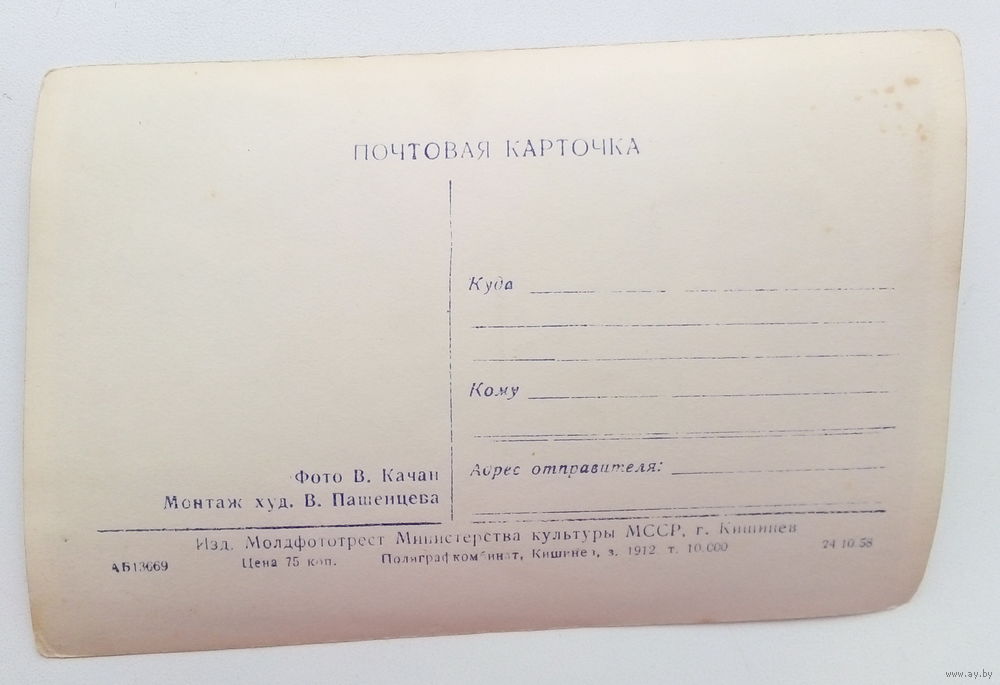 ПОЧТОВАЯ КАРТОЧКА
Куда
Кому
Адрес отправителя:
Фото В. Качан
Монтаж худ. В. Пашенцева
Изд. Молдфототрест Министерства культуры МССР, г. Кишинев
АБ13669 Цена 75 коп. Полиграфкомбинат, Кишинев, з. 1912 т. 10.000 24 10.58
www.ay.by